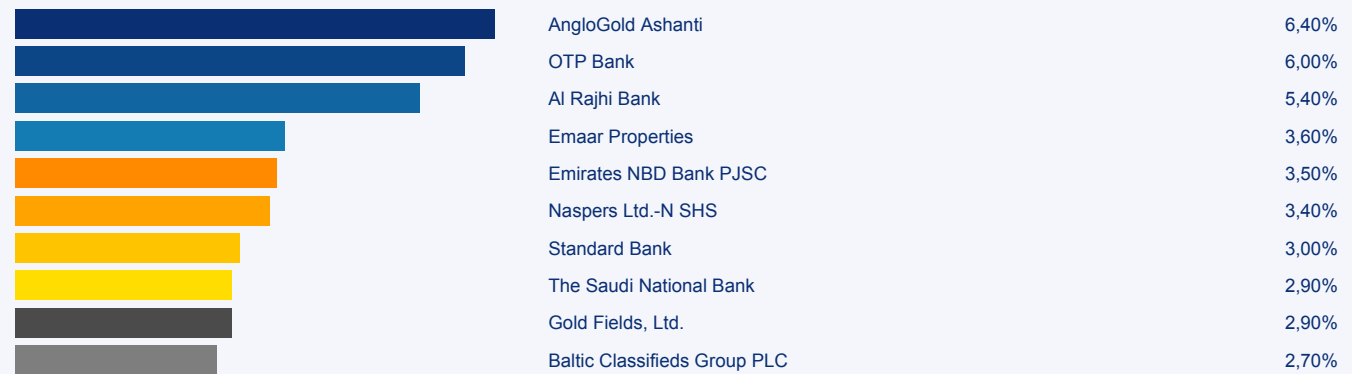 AngloGold Ashanti 6,40%
OTP Bank 6,00%
Al Rajhi Bank 5,40%
Emaar Properties 3,60%
Emirates NBD Bank PJSC 3,50%
Naspers Ltd.-N SHS 3,40%
Standard Bank 3,00%
The Saudi National Bank 2,90%
Gold Fields, Ltd. 2,90%
Baltic Classifieds Group PLC 2,70%